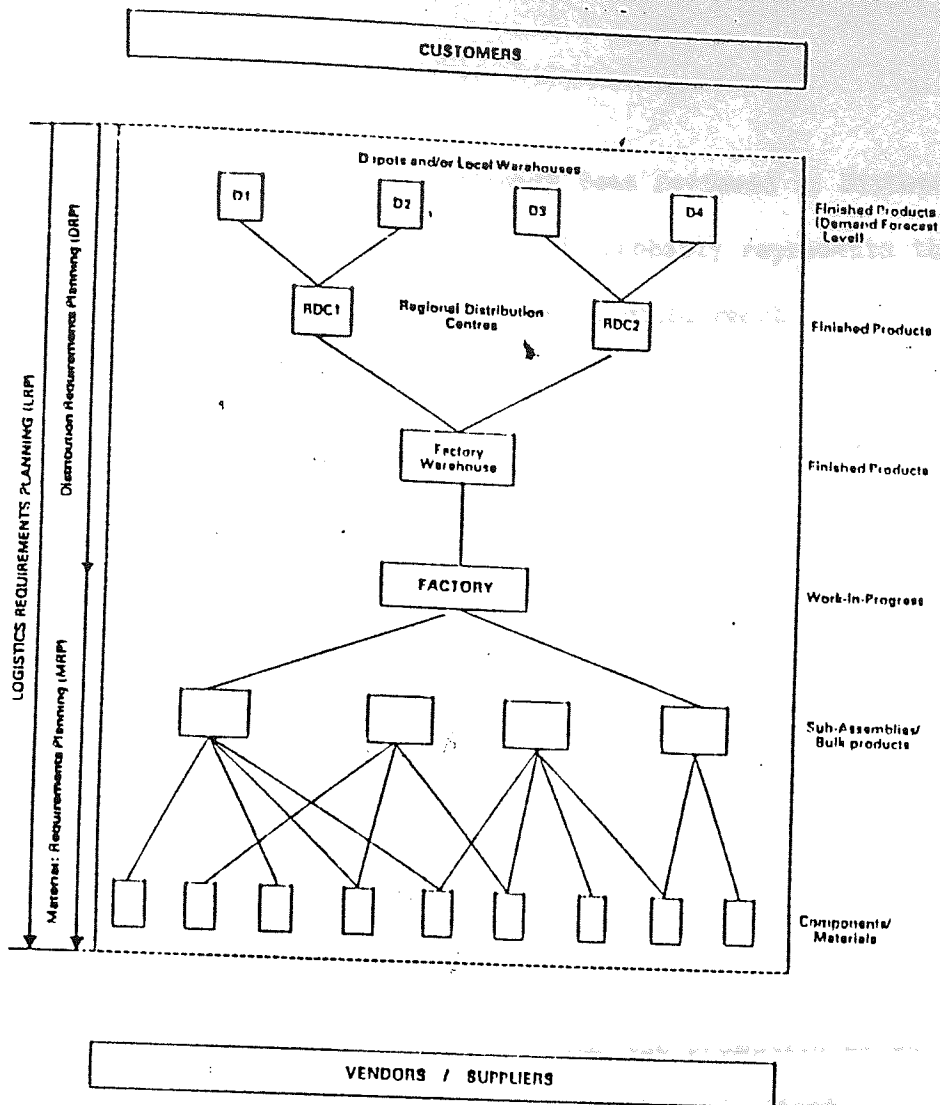 CUSTOMERS
Depots and/or Local Warehouses
D1
D2
D3
D4
Finished Products
(Demand Forecast
Level)
RDC1
Regional Distribution
Centres
RDC2
Finished Products
Factory
Warehouse
Finished Products
FACTORY
Work-In-Progress
Sub-Assemblies/
Bulk products
Components/
Materials
LOGISTICS REQUIREMENTS PLANNING (LRP)
Distribution Requirements Planning (DRP)
Material: Requirements Planning (MRP)
VENDORS / SUPPLIERS